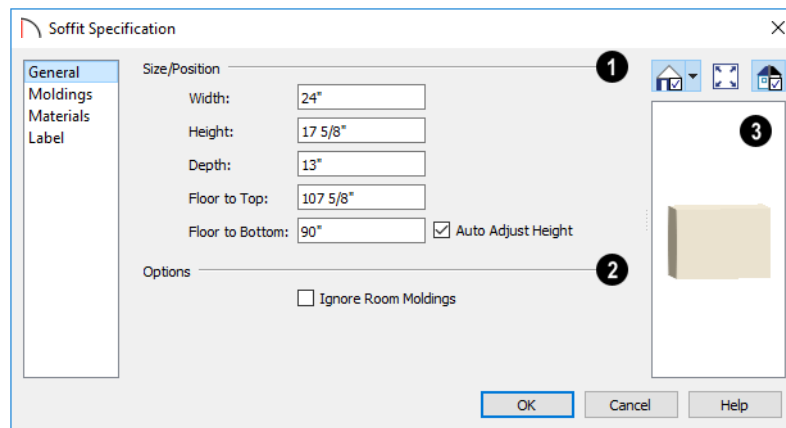 Soffit Specification
General
Moldings
Materials
Label
Size/Position
1
Width: 24"
Height: 17 5/8"
Depth: 13"
Floor to Top: 107 5/8"
Floor to Bottom: 90" Auto Adjust Height
Options
2
Ignore Room Moldings
3
OK Cancel Help